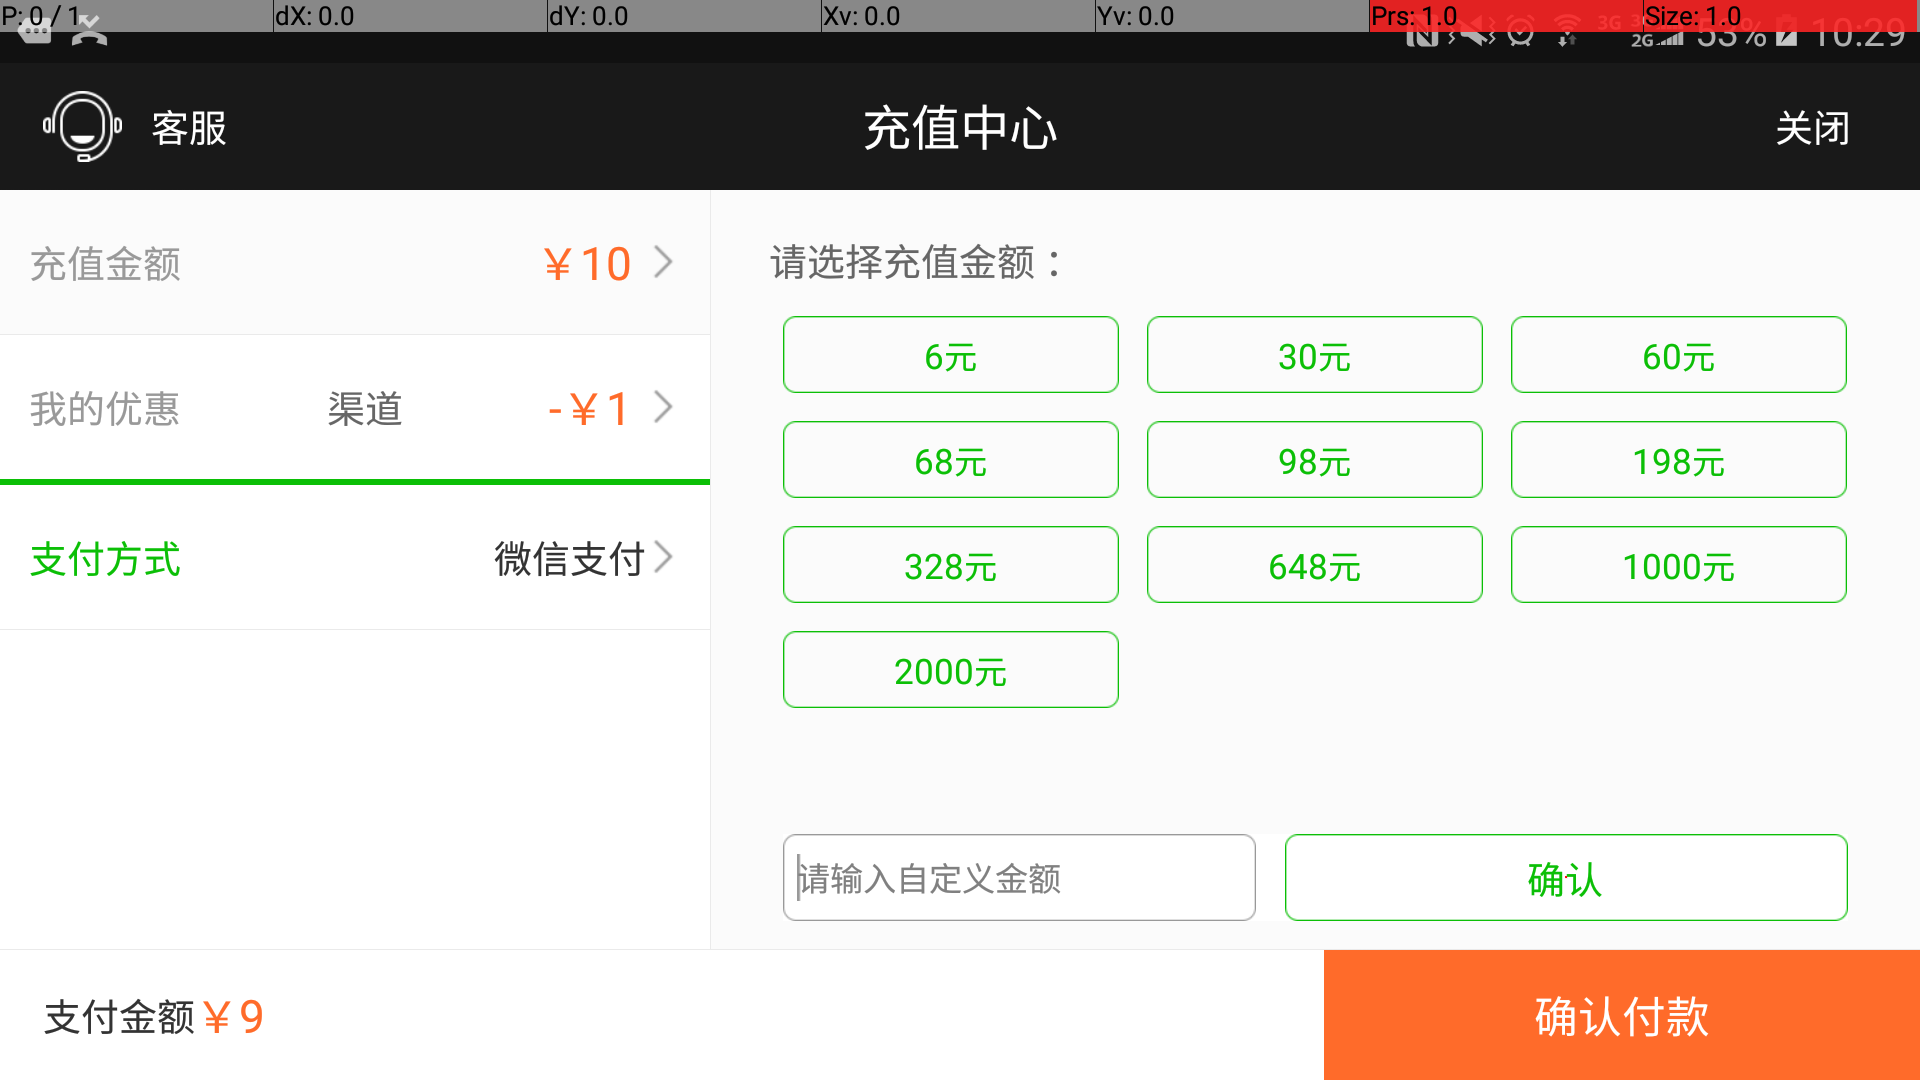 P: 0 / 1 dX: 0.0 dY: 0.0 Xv: 0.0 Yv: 0.0 Prs: 1.0 Size: 1.0
3G 2G 53% 10:29
客服 充值中心 关闭
充值金额 ￥10
我的优惠 渠道 -￥1
支付方式 微信支付
请选择充值金额：
6元 30元 60元
68元 98元 198元
328元 648元 1000元
2000元
请输入自定义金额 确认
支付金额￥9 确认付款